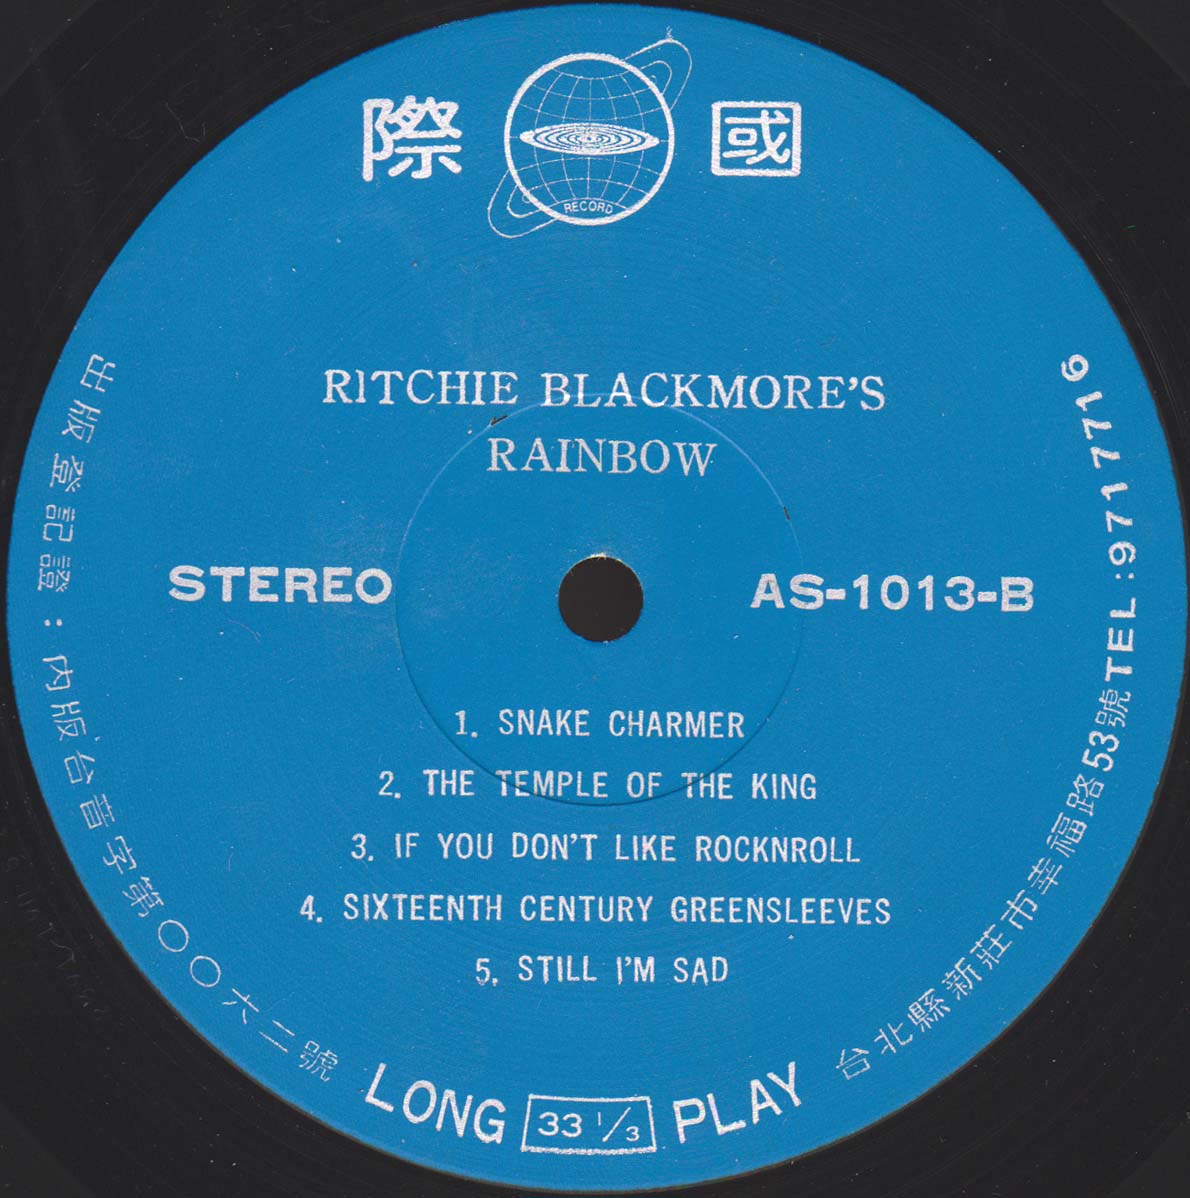 際 國
RECORD
RITCHIE BLACKMORE'S
RAINBOW
STEREO
AS-1013-B
1. SNAKE CHARMER
2. THE TEMPLE OF THE KING
3. IF YOU DON'T LIKE ROCKNROLL
4. SIXTEENTH CENTURY GREENSLEEVES
5. STILL I'M SAD
出版登記證：內版台音字第〇〇六二號
LONG 33 1/3 PLAY
台北縣新莊市幸福路53號TEL:9717716